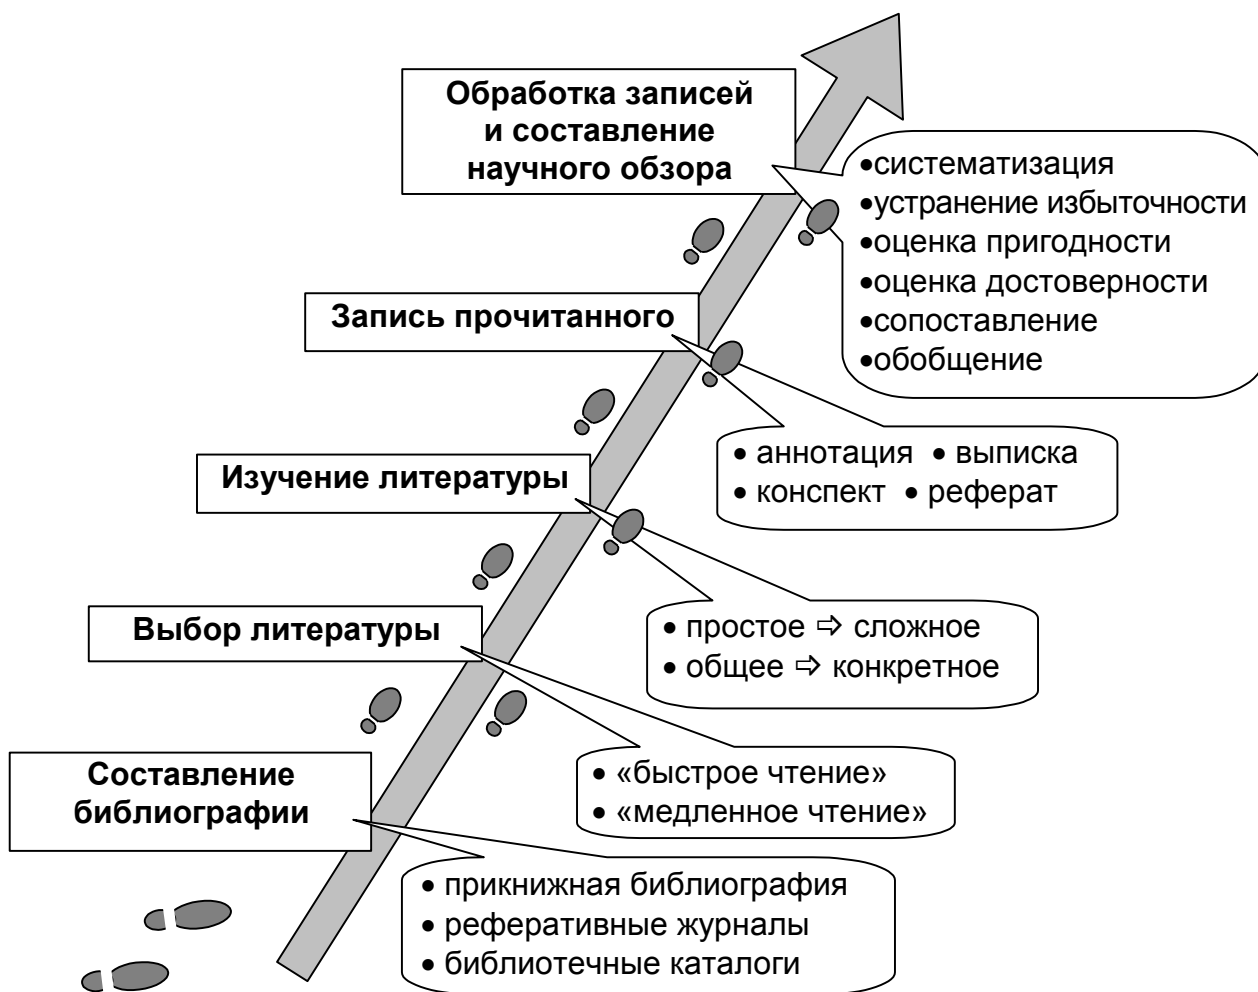 Обработка записей
и составление
научного обзора
•систематизация
•устранение избыточности
•оценка пригодности
•оценка достоверности
•сопоставление
•обобщение
Запись прочитанного
• аннотация • выписка
• конспект • реферат
Изучение литературы
• простое ⇨ сложное
• общее ⇨ конкретное
Выбор литературы
• «быстрое чтение»
• «медленное чтение»
Составление
библиографии
• прикнижная библиография
• реферативные журналы
• библиотечные каталоги